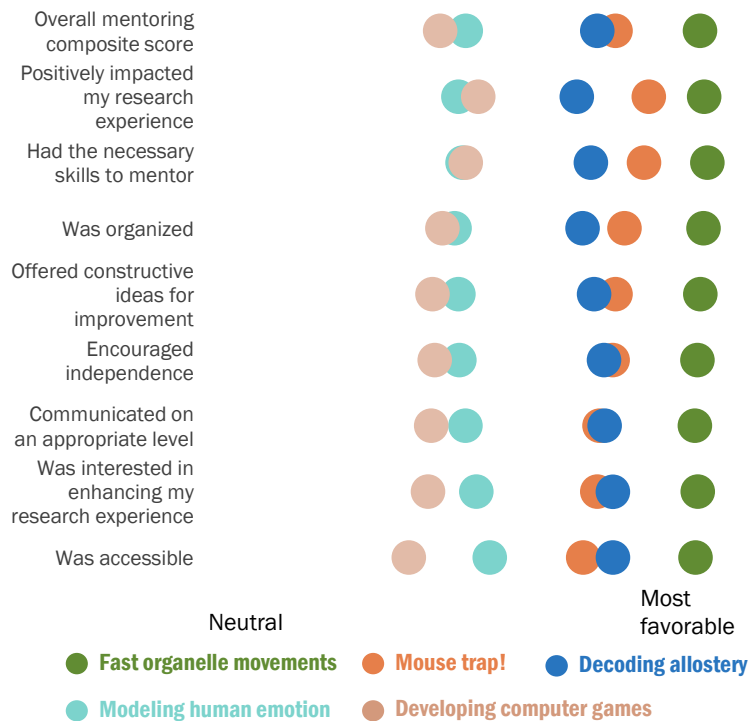 Overall mentoring
composite score
Positively impacted
my research
experience
Had the necessary
skills to mentor
Was organized
Offered constructive
ideas for
improvement
Encouraged
independence
Communicated on
an appropriate level
Was interested in
enhancing my
research experience
Was accessible
Neutral
Most
favorable
Fast organelle movements
Mouse trap!
Decoding allostery
Modeling human emotion
Developing computer games